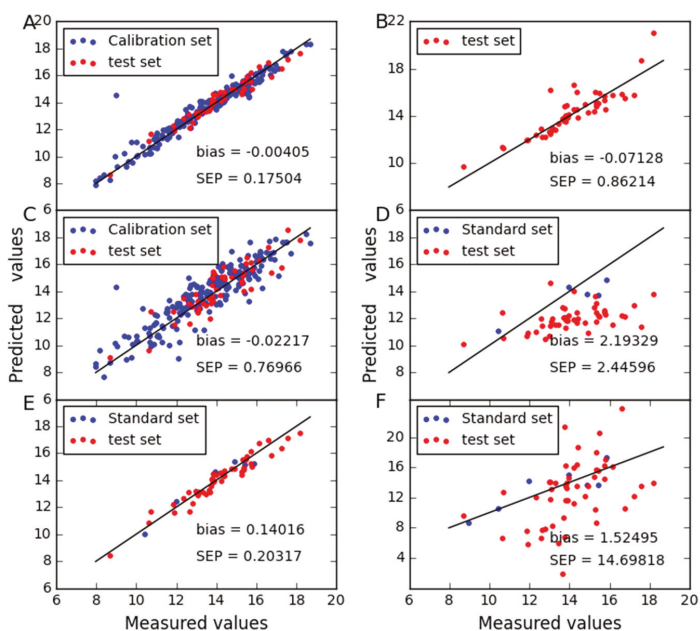 A
20
18
16
14
12
10
8
6
Calibration set
test set
bias = -0.00405
SEP = 0.17504
B
22
18
14
10
6
test set
bias = -0.07128
SEP = 0.86214
C
18
16
14
12
10
8
6
Calibration set
test set
bias = -0.02217
SEP = 0.76966
D
18
16
14
12
10
8
6
Standard set
test set
bias = 2.19329
SEP = 2.44596
E
18
16
14
12
10
8
6
Standard set
test set
bias = 0.14016
SEP = 0.20317
6 8 10 12 14 16 18 20
Measured values
F
20
16
12
8
4
Standard set
test set
bias = 1.52495
SEP = 14.69818
6 8 10 12 14 16 18 20
Measured values
Predicted values
Predicted values